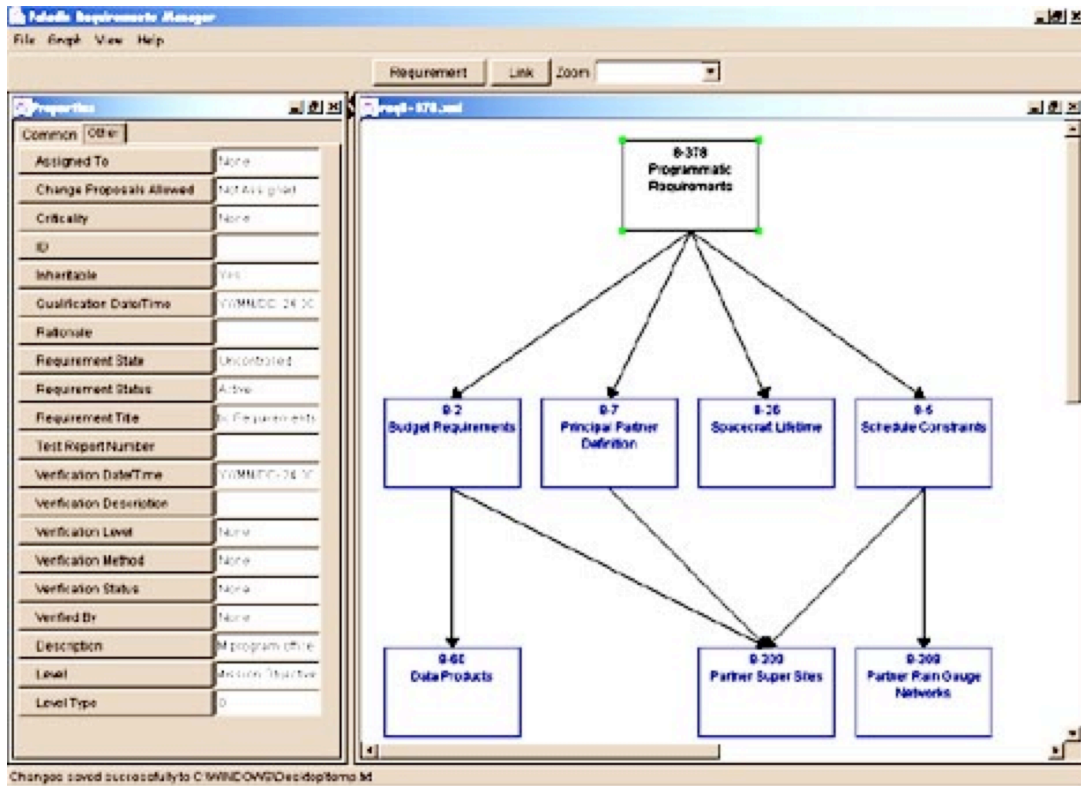 Paladin Requirements Manager
File Graph View Help
Requirement Link Zoom
Properties
Common Other
Assigned To None
Change Proposals Allowed Not Assigned
Criticality None
ID
Inheritable Yes
Qualification Date/Time
Rationale
Requirement State Uncontrolled
Requirement Status Active
Requirement Title Requirements
Test Report Number
Verification Date/Time
Verification Description
Verification Level None
Verification Method None
Verification Status None
Verified By None
Description M program office
Level Mission Objective
Level Type 0
8-378
Programmatic
Requirements
Budget Requirements
Principal Partner
Definition
Spacecraft Lifetime
Schedule Constraints
Data Products
Partner Super Sites
Partner Rain Gauge
Networks
Changes saved successfully to C:\WINDOWS\Desktop\temp.txt